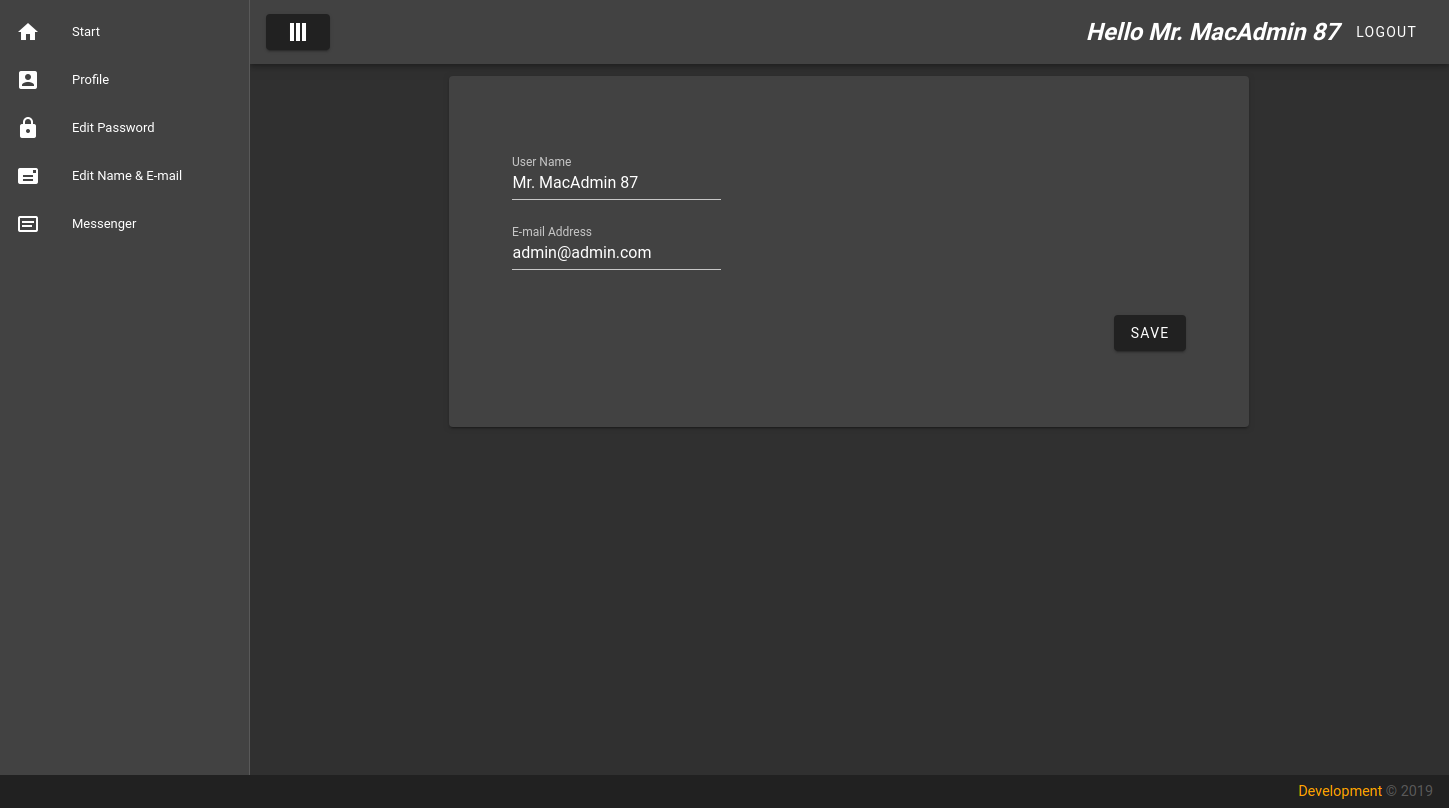 Start
Profile
Edit Password
Edit Name & E-mail
Messenger
Hello Mr. MacAdmin 87 LOGOUT
User Name
Mr. MacAdmin 87
E-mail Address
admin@admin.com
SAVE
Development © 2019